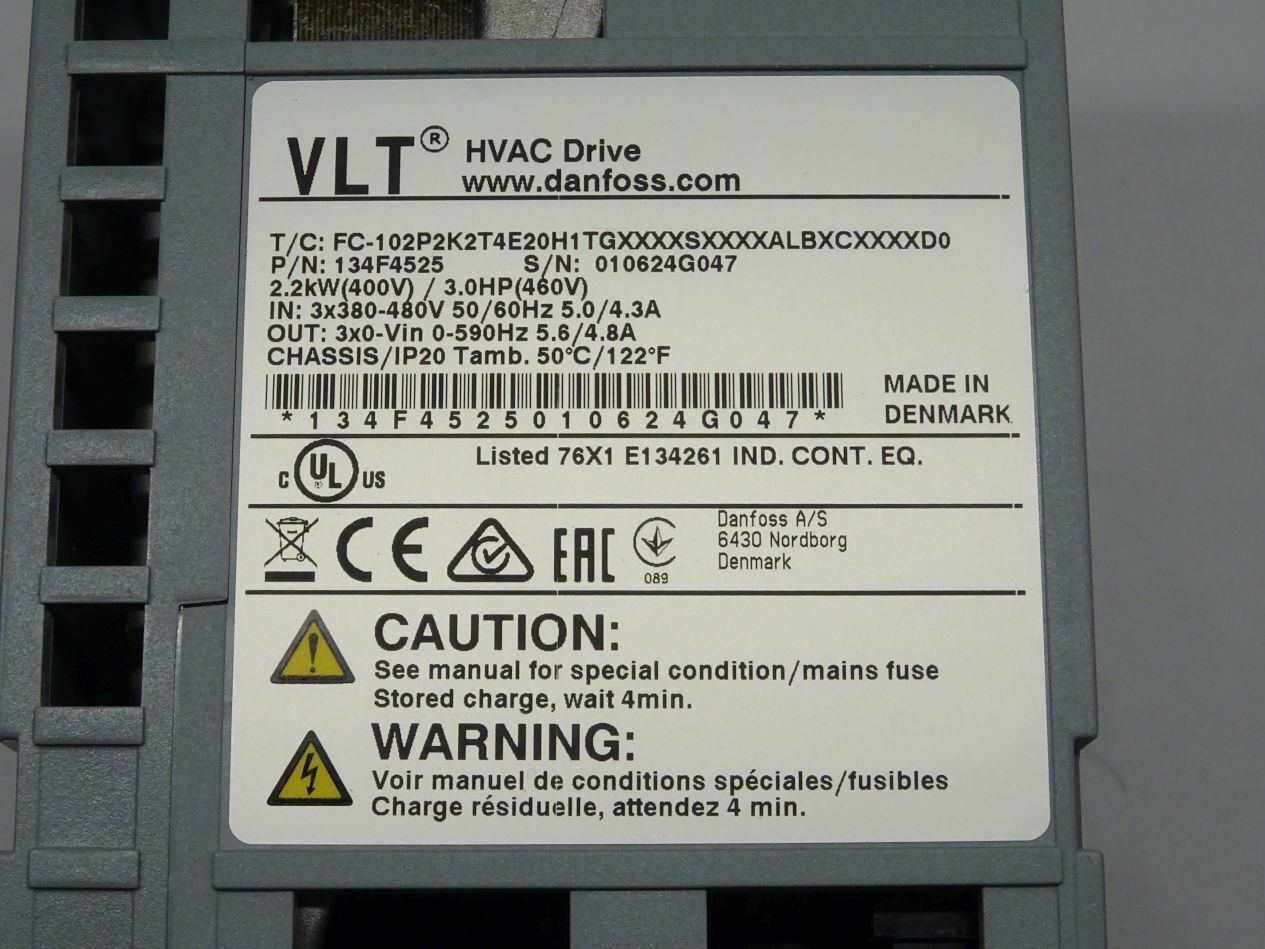 VLT® HVAC Drive
www.danfoss.com
T/C: FC-102P2K2T4E20H1TGXXXXSXXXXALBXCXXXXD0
P/N: 134F4525 S/N: 010624G047
2.2kW(400V) / 3.0HP(460V)
IN: 3x380-480V 50/60Hz 5.0/4.3A
OUT: 3x0-Vin 0-590Hz 5.6/4.8A
CHASSIS/IP20 Tamb. 50°C/122°F
*134F4525010624G047*
MADE IN
DENMARK
C UL US Listed 76X1 E134261 IND. CONT. EQ.
CE EAC 089
Danfoss A/S
6430 Nordborg
Denmark
CAUTION:
See manual for special condition/mains fuse
Stored charge, wait 4min.
WARNING:
Voir manuel de conditions spéciales/fusibles
Charge résiduelle, attendez 4 min.